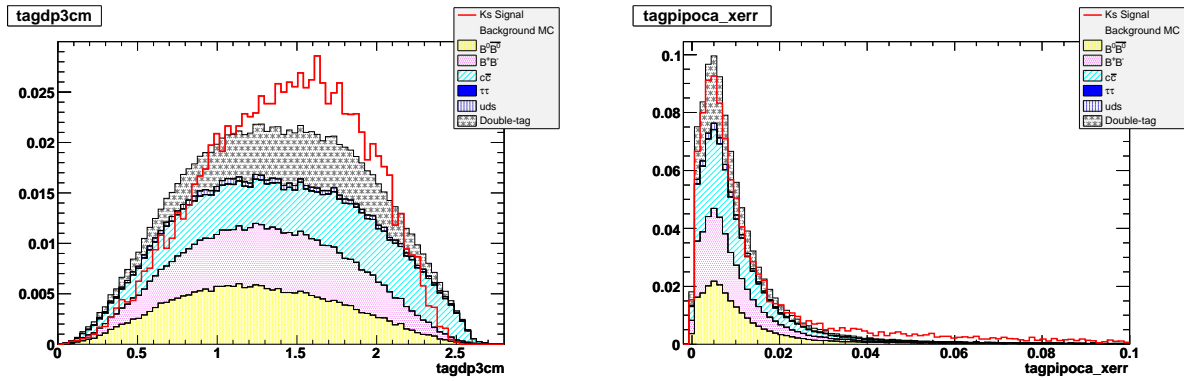 tagdp3cm
Ks Signal
Background MC
B⁰B̅⁰
B⁺B⁻
cc̅
ττ
uds
Double-tag
0.025
0.02
0.015
0.01
0.005
0
0 0.5 1 1.5 2 2.5
tagdp3cm
tagpipoca_xerr
Ks Signal
Background MC
B⁰B̅⁰
B⁺B⁻
cc̅
ττ
uds
Double-tag
0.1
0.08
0.06
0.04
0.02
0
0 0.02 0.04 0.06 0.08 0.1
tagpipoca_xerr